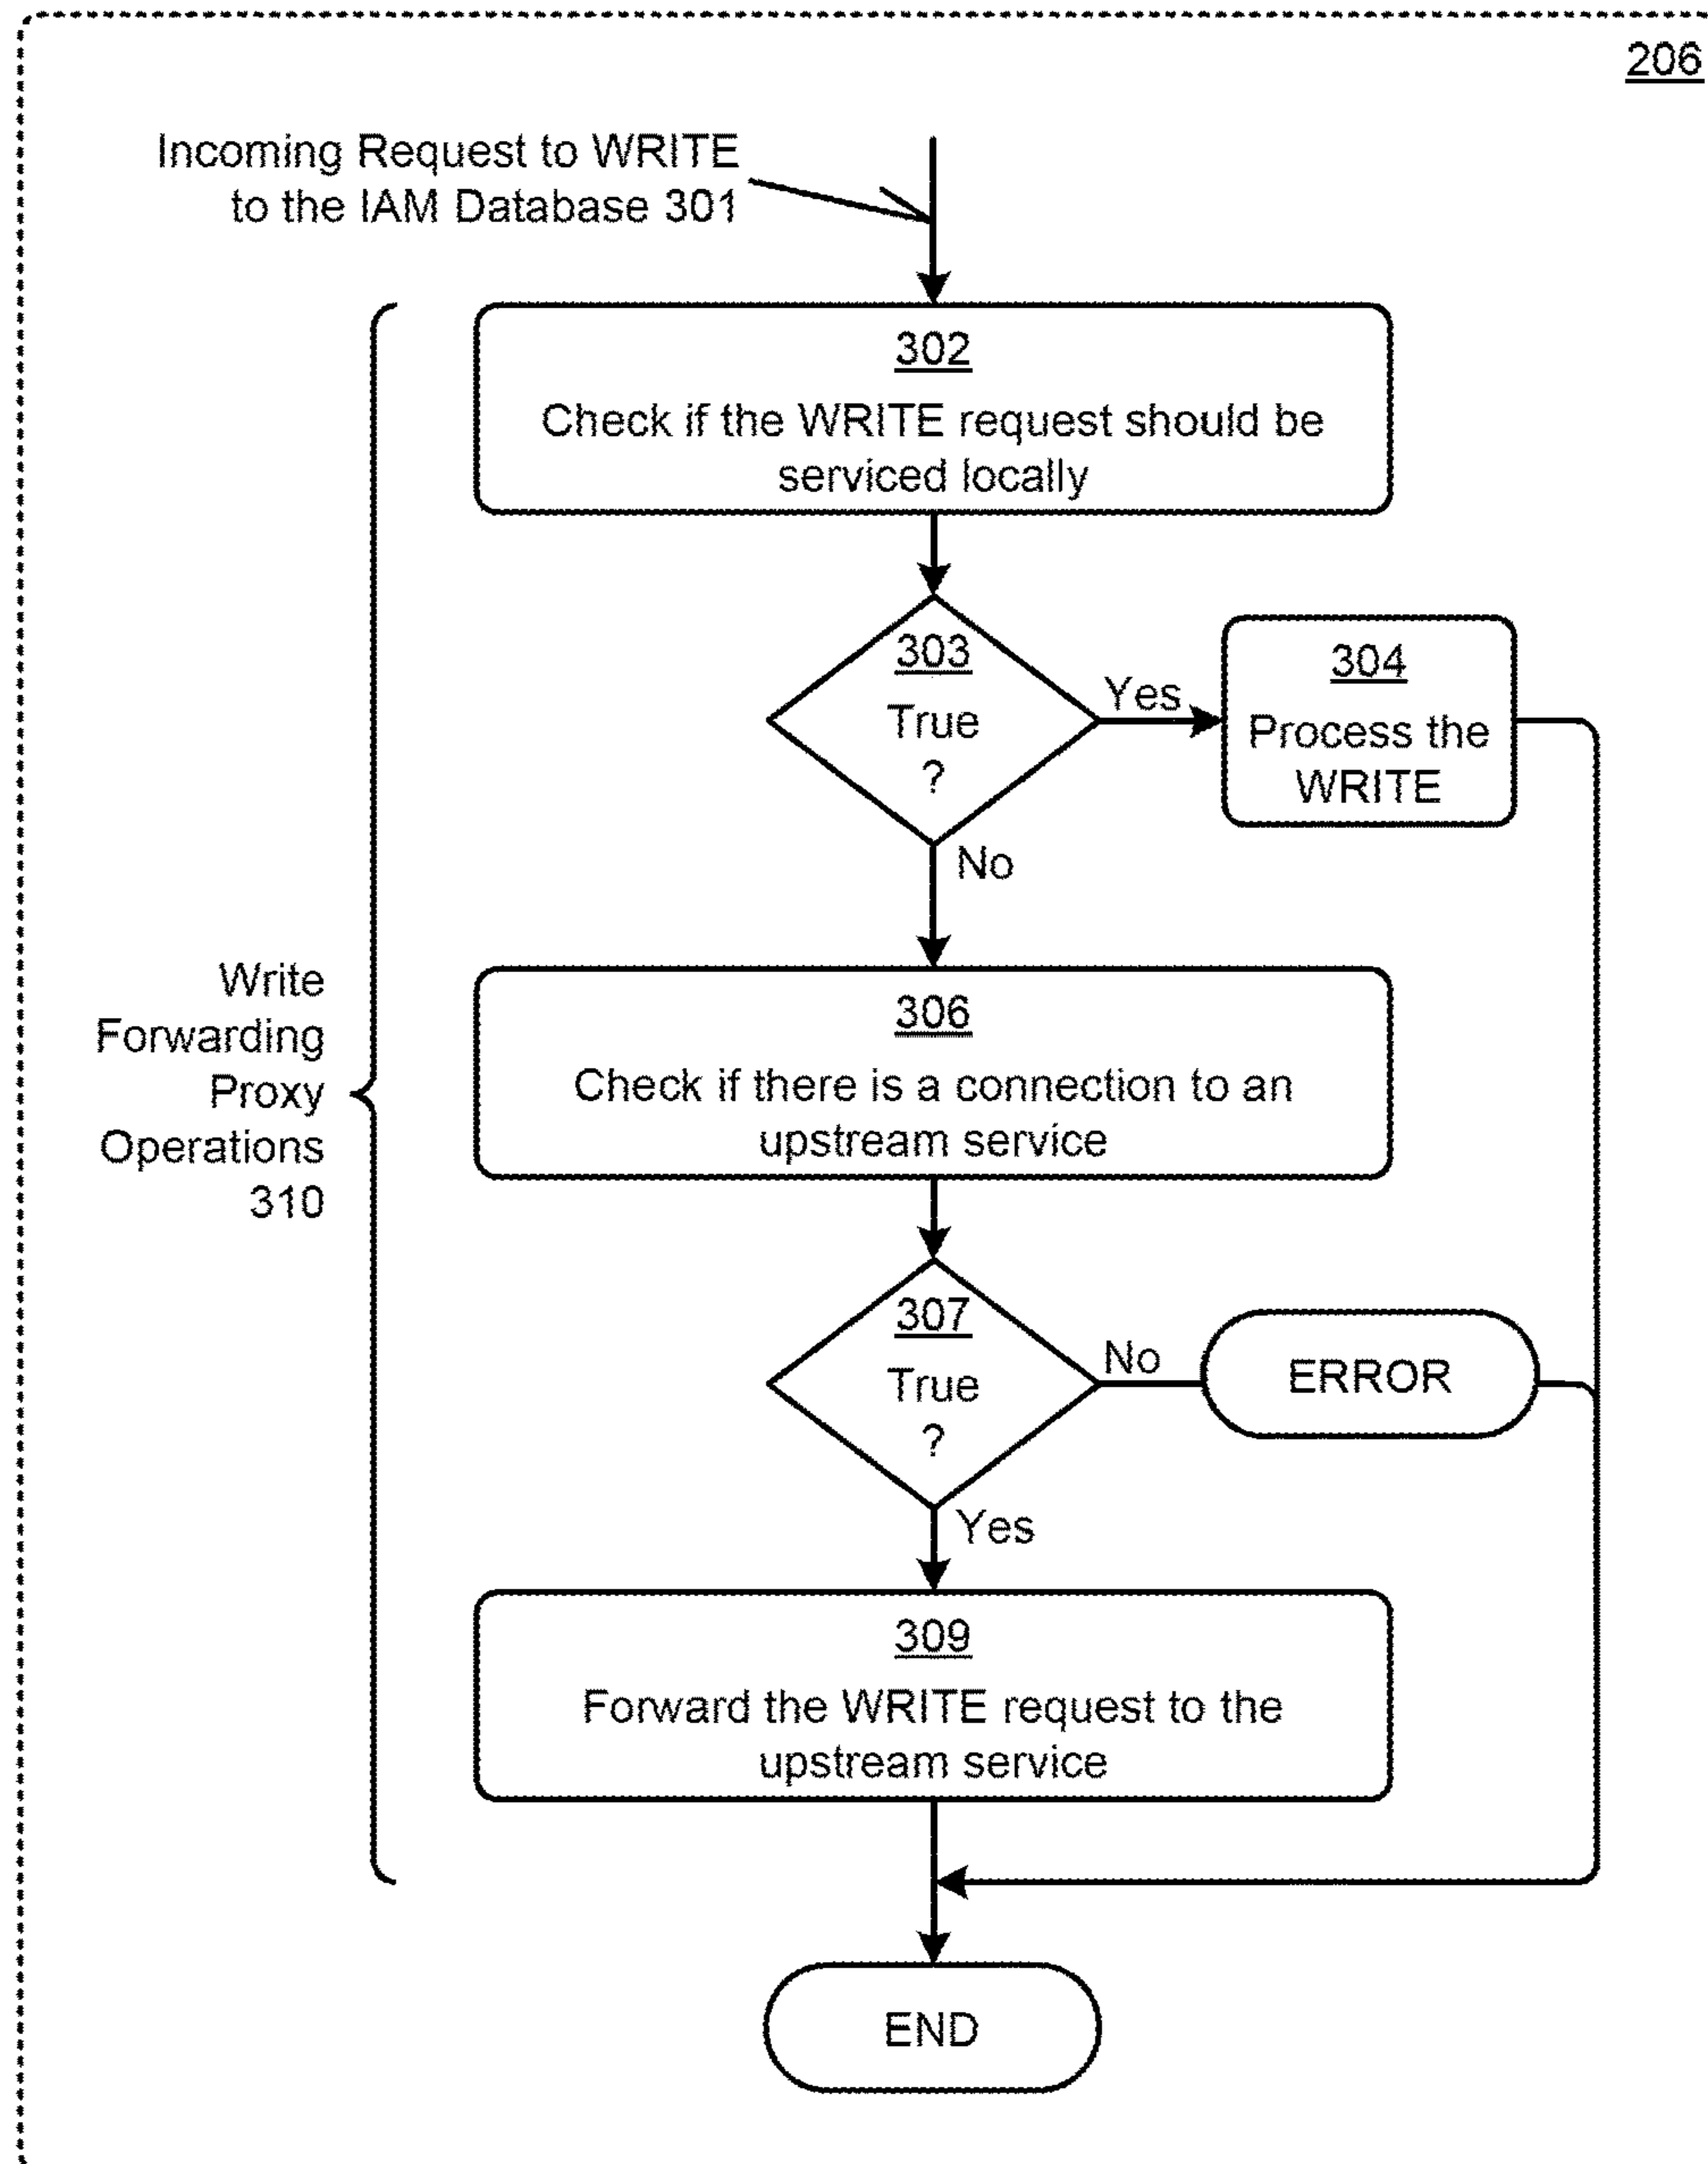 206
Incoming Request to WRITE
to the IAM Database 301
302
Check if the WRITE request should be
serviced locally
303
True
?
Yes
304
Process the
WRITE
No
Write
Forwarding
Proxy
Operations
310
306
Check if there is a connection to an
upstream service
307
True
?
No
ERROR
Yes
309
Forward the WRITE request to the
upstream service
END